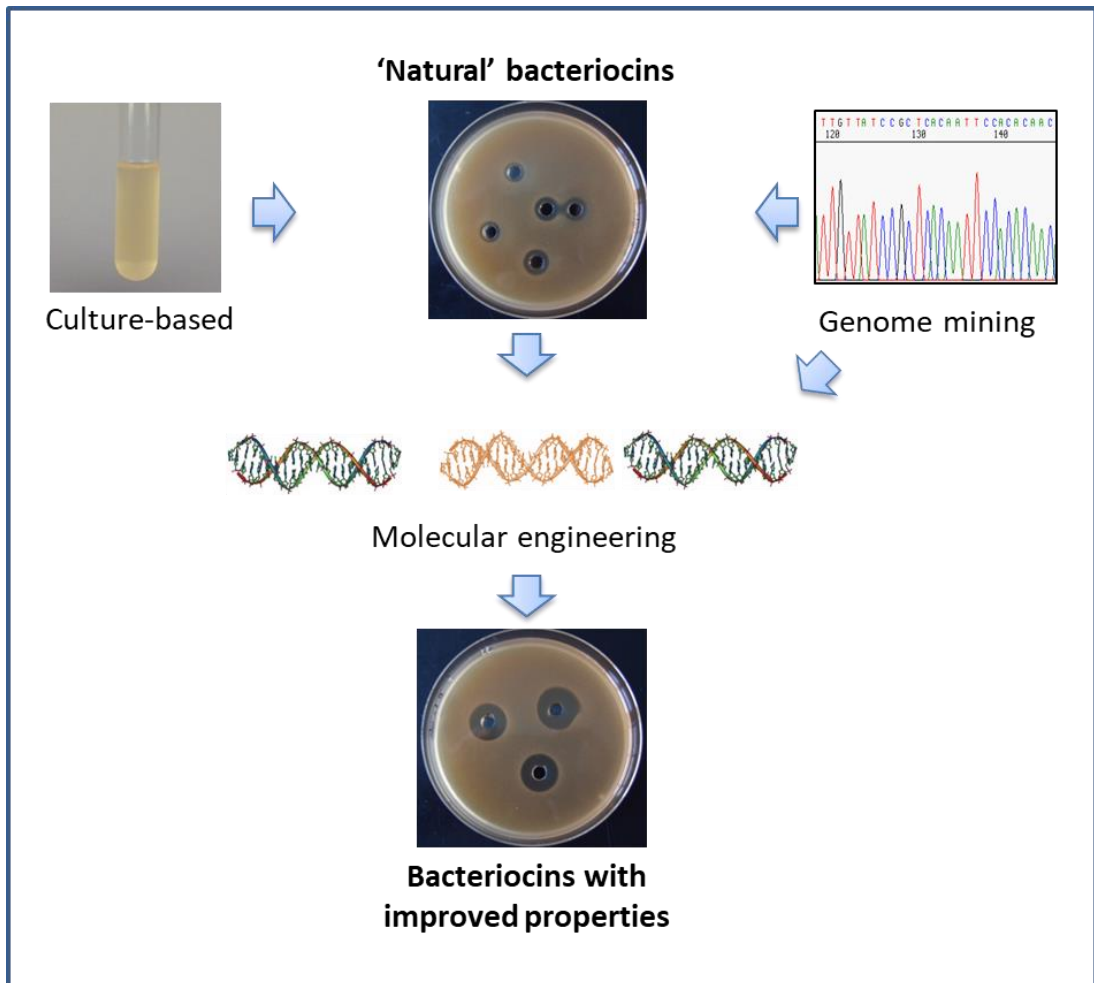 ‘Natural’ bacteriocins
TTGTTATCCGCTCACAATTCCACACAAC
120 130 140
Culture-based
Genome mining
Molecular engineering
Bacteriocins with
improved properties